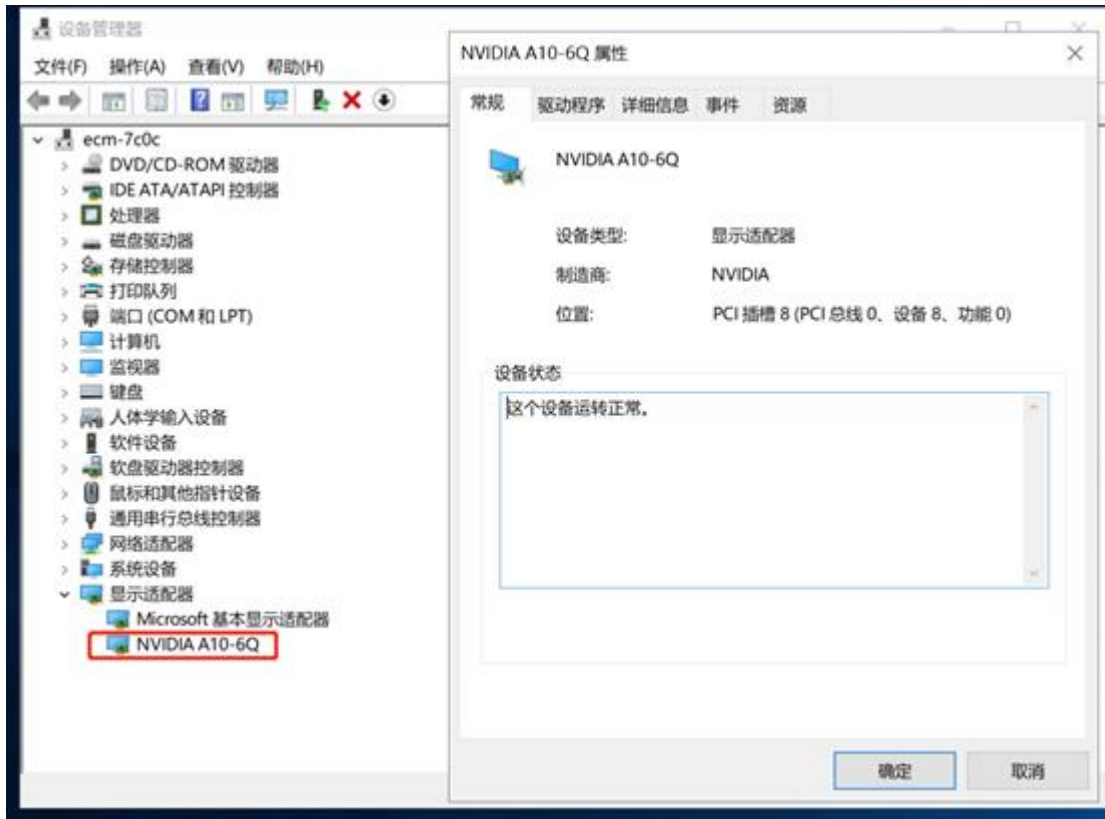 设备管理器
文件(F) 操作(A) 查看(V) 帮助(H)
ecm-7c0c
DVD/CD-ROM 驱动器
IDE ATA/ATAPI 控制器
处理器
磁盘驱动器
存储控制器
打印队列
端口 (COM 和 LPT)
计算机
监视器
键盘
人体学输入设备
软件设备
软盘驱动器控制器
鼠标和其他指针设备
通用串行总线控制器
网络适配器
系统设备
显示适配器
Microsoft 基本显示适配器
NVIDIA A10-6Q
NVIDIA A10-6Q 属性
常规 驱动程序 详细信息 事件 资源
NVIDIA A10-6Q
设备类型: 显示适配器
制造商: NVIDIA
位置: PCI 插槽 8 (PCI 总线 0、设备 8、功能 0)
设备状态
这个设备运转正常。
确定 取消